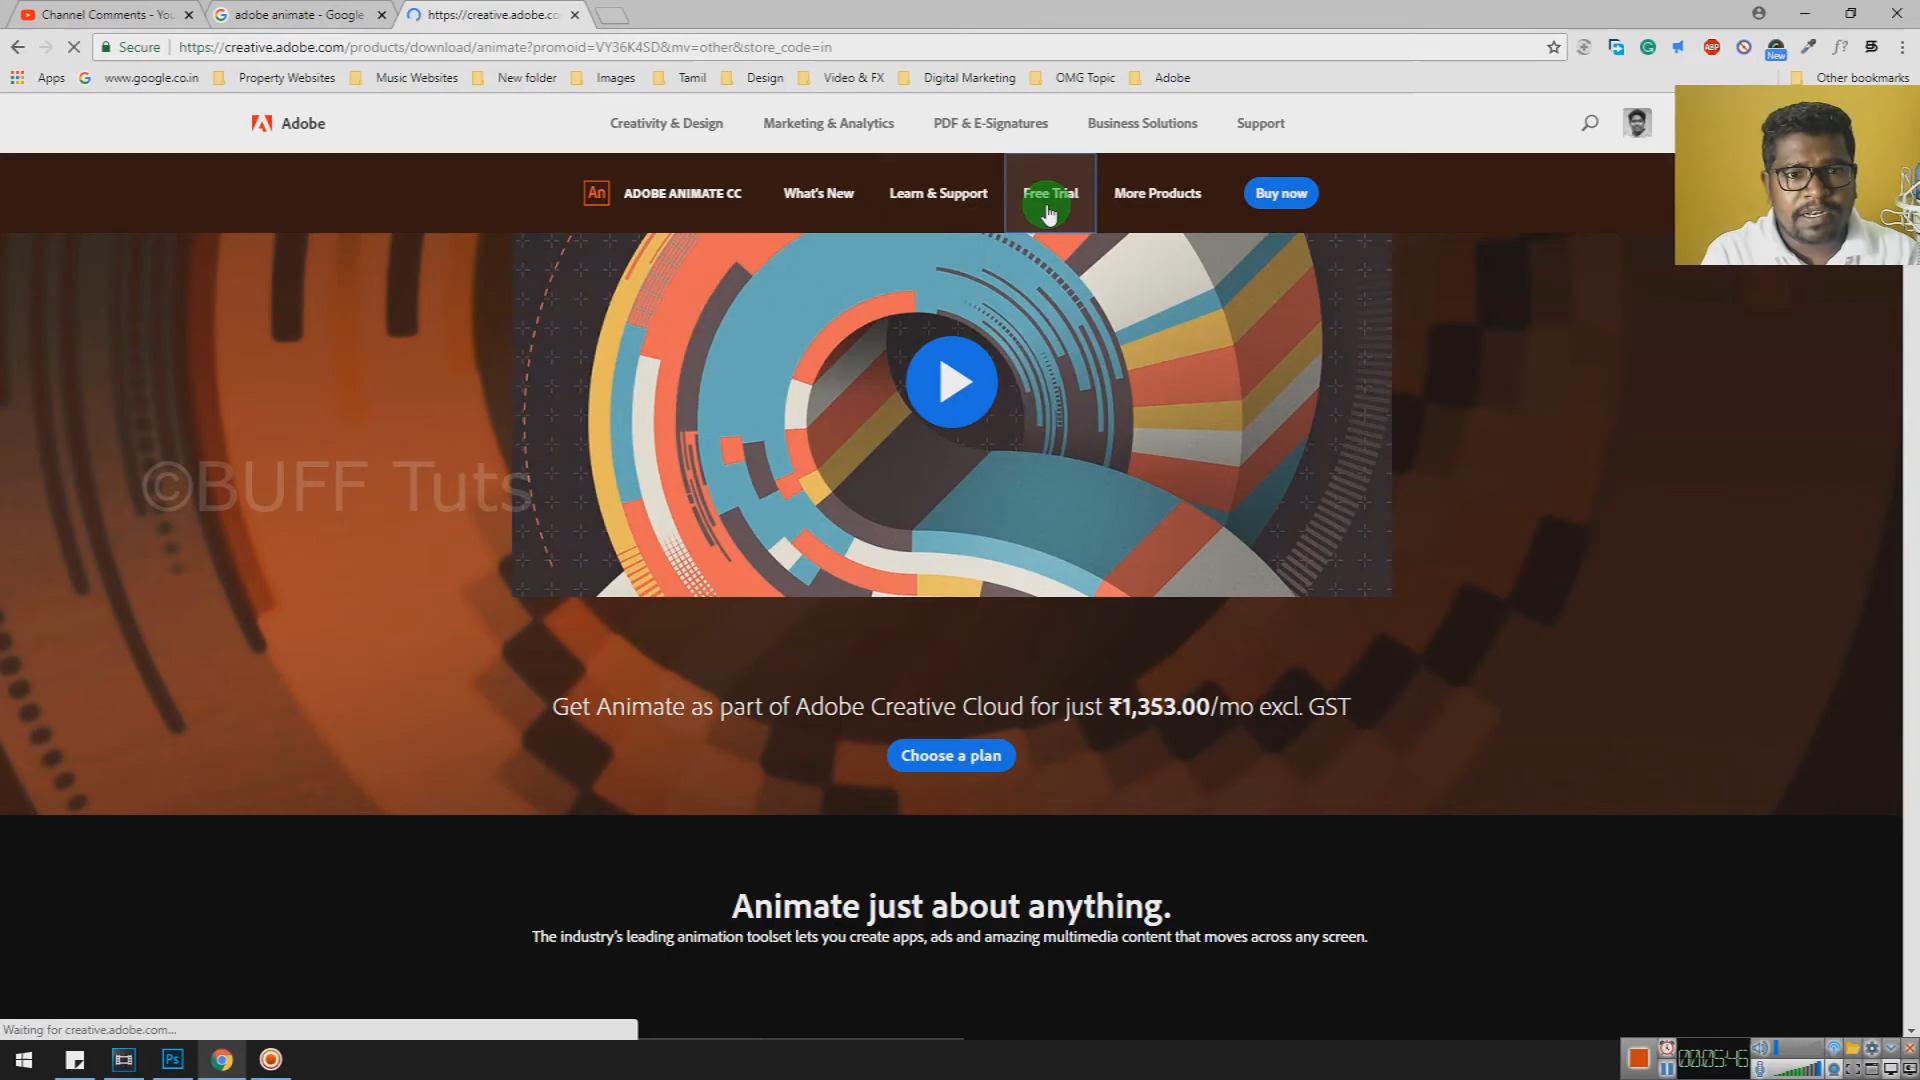 Channel Comments - You
adobe animate - Google
https://creative.adobe.co
Secure
https://creative.adobe.com/products/download/animate?promoid=VY36K4SD&mv=other&store_code=in
ABP
New
f?
Apps
www.google.co.in
Property Websites
Music Websites
New folder
Images
Tamil
Design
Video & FX
Digital Marketing
OMG Topic
Adobe
Other bookmarks
Adobe
Creativity & Design
Marketing & Analytics
PDF & E-Signatures
Business Solutions
Support
An
ADOBE ANIMATE CC
What's New
Learn & Support
Free Trial
More Products
Buy now
©BUFF Tuts
Get Animate as part of Adobe Creative Cloud for just ₹1,353.00/mo excl. GST
Choose a plan
Animate just about anything.
The industry's leading animation toolset lets you create apps, ads and amazing multimedia content that moves across any screen.
Waiting for creative.adobe.com...
Ps
00:05:46